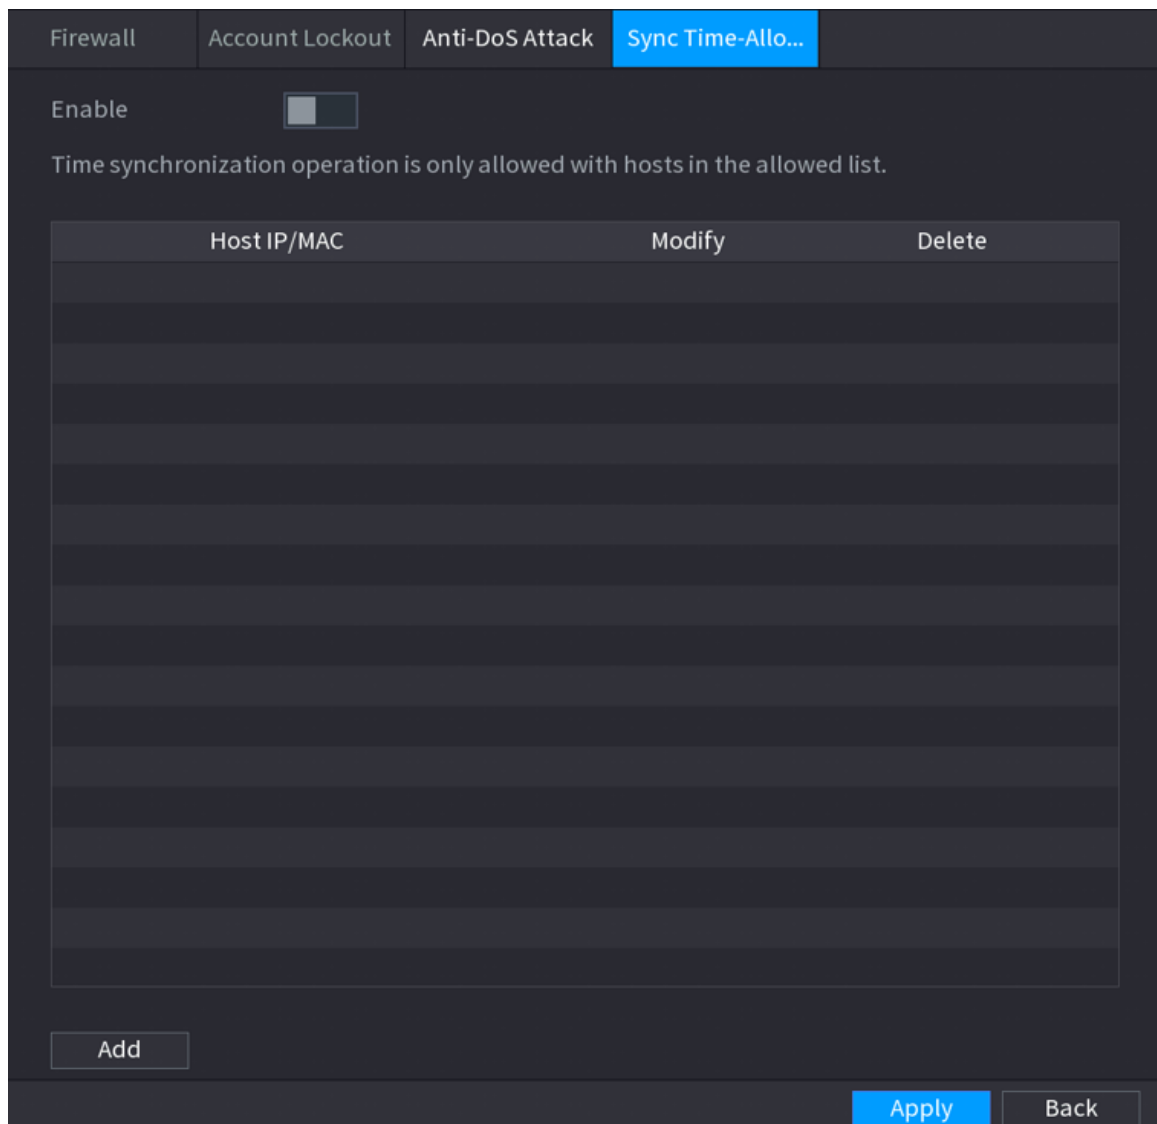 Firewall Account Lockout Anti-DoS Attack Sync Time-Allo...
Enable
Time synchronization operation is only allowed with hosts in the allowed list.
Host IP/MAC Modify Delete
Add
Apply Back